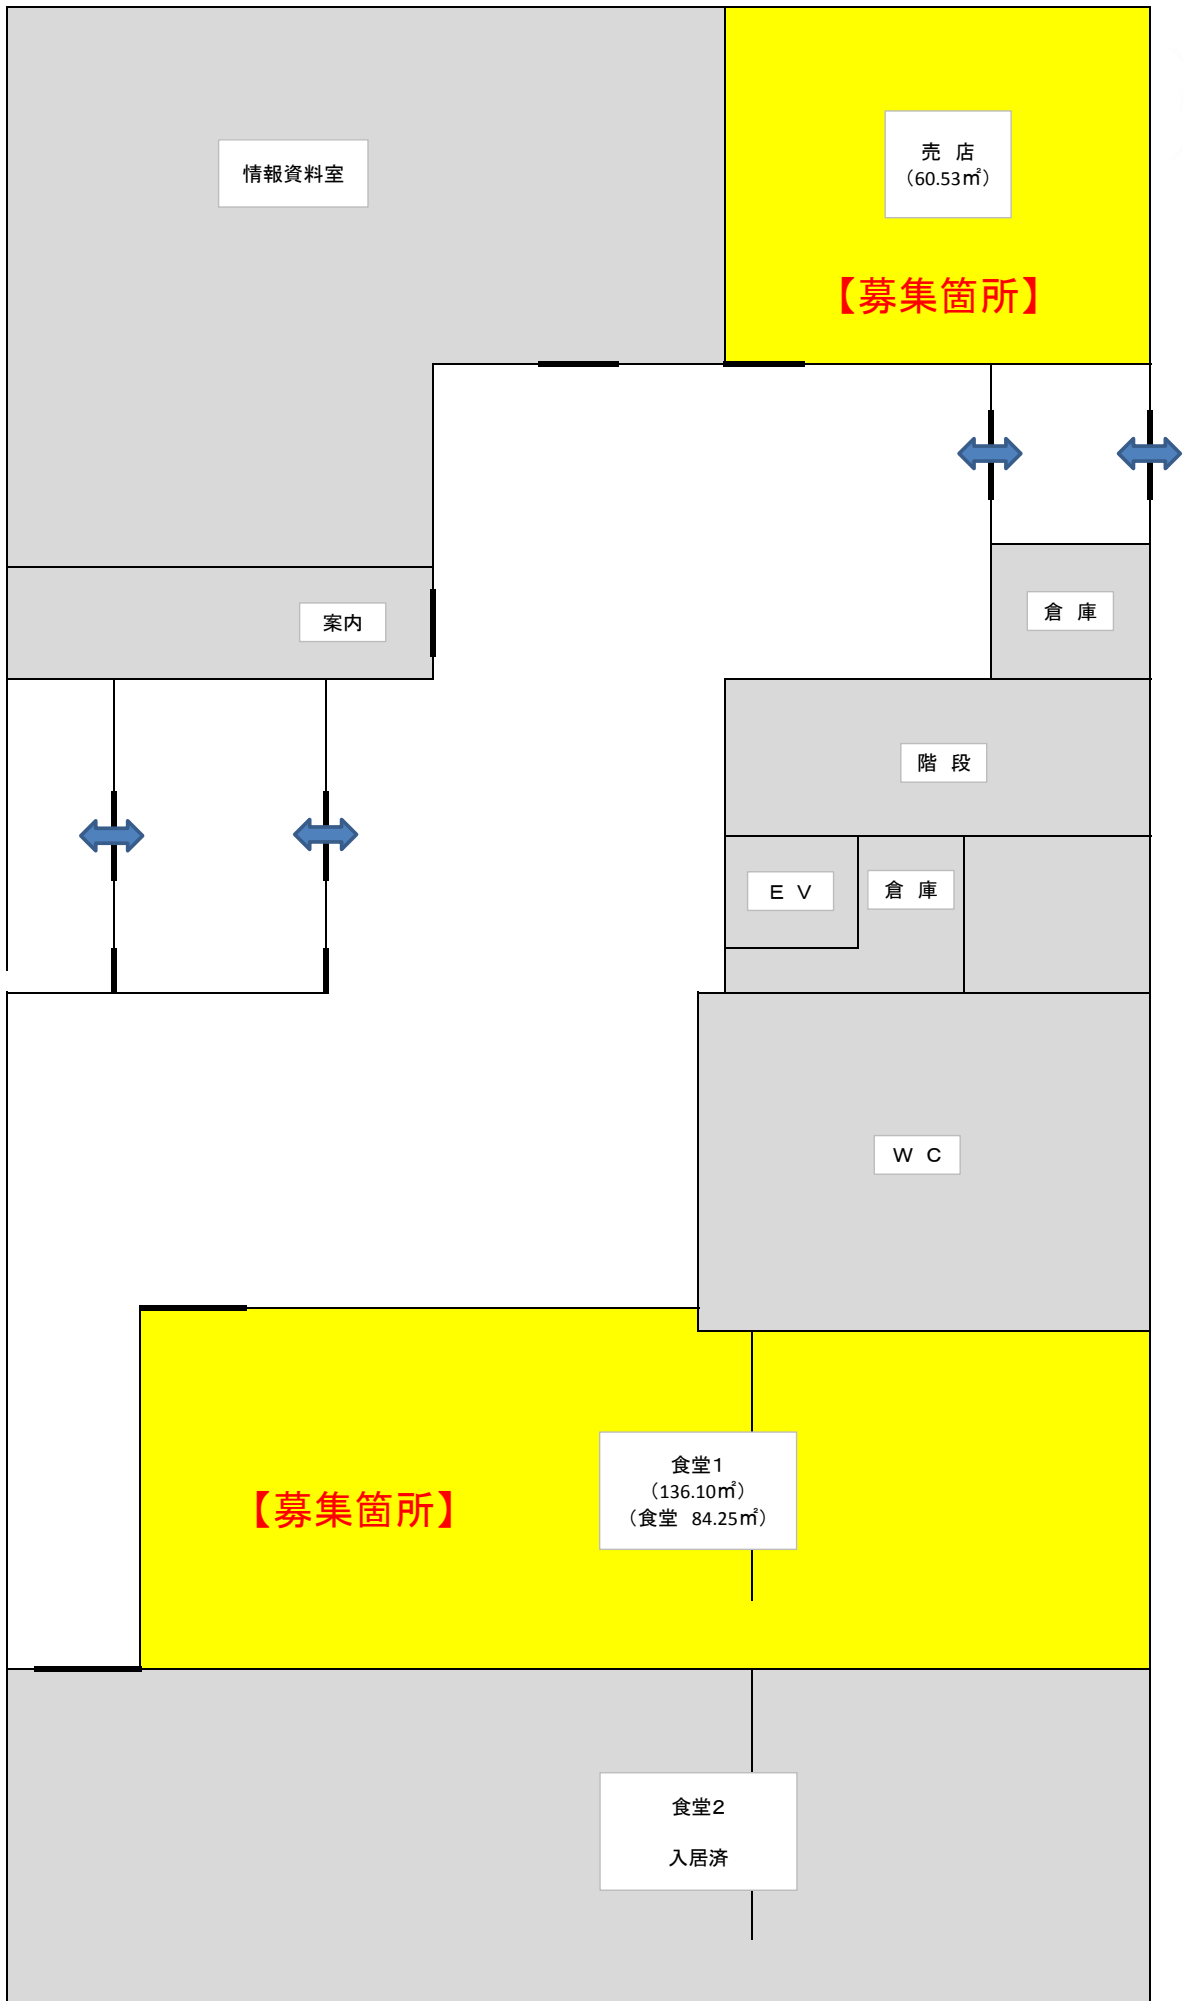 情報資料室
売　店
（60.53㎡）
【募集箇所】
案内
倉　庫
階　段
Ｅ　Ｖ
倉　庫
Ｗ　Ｃ
食堂１
（136.10㎡）
（食堂　84.25㎡）
【募集箇所】
食堂２
入居済